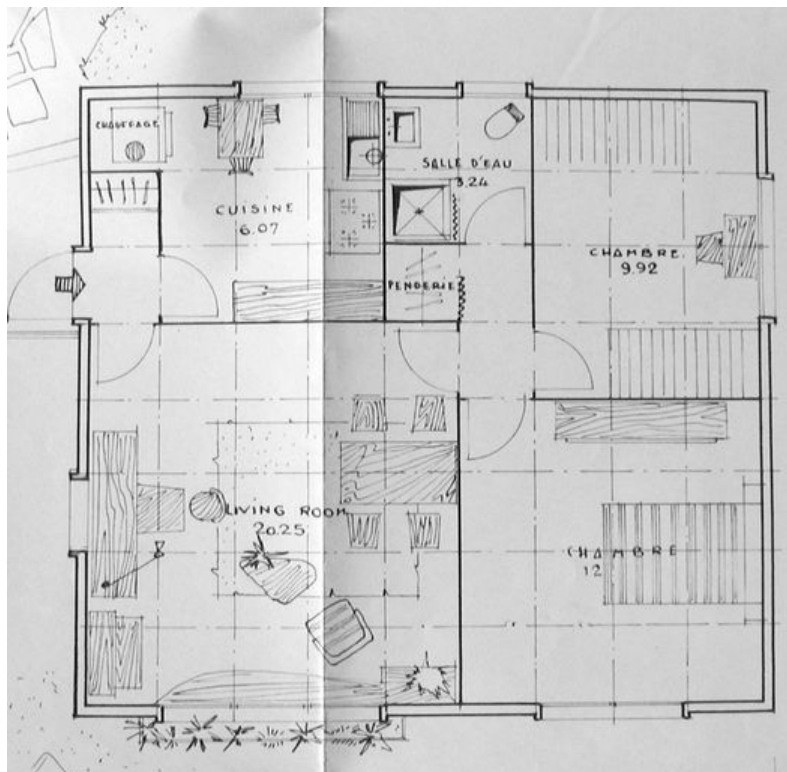 CHAUFFAGE
SALLE D'EAU
3.24
CUISINE
6.07
CHAMBRE
9.92
PENDERIE
LIVING ROOM
20.25
CHAMBRE
12